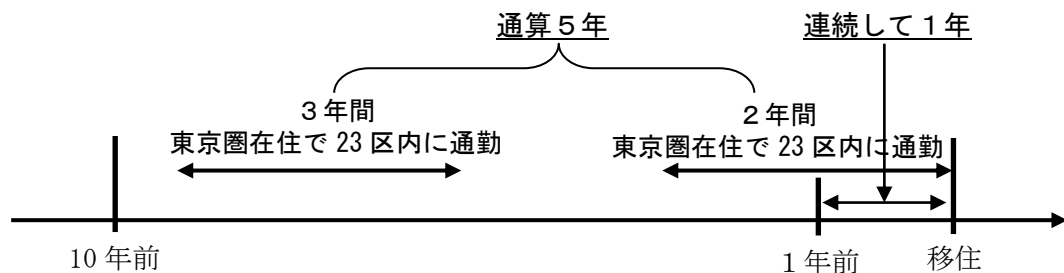 通算５年
連続して１年
３年間
東京圏在住で 23 区内に通勤
２年間
東京圏在住で 23 区内に通勤
10 年前
１年前
移住